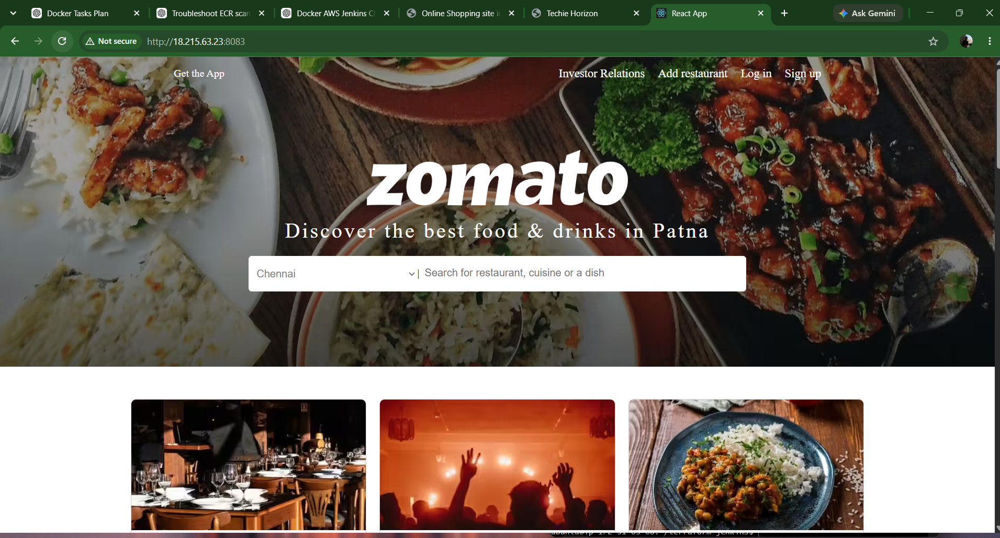 Docker Tasks Plan
Troubleshoot ECR scan
Docker AWS Jenkins
Online Shopping site
Techie Horizon
React App
Ask Gemini
Not secure
http://18.215.63.23:8083
Get the App
Investor Relations
Add restaurant
Log in
Sign up
zomato
Discover the best food & drinks in Patna
Chennai
Search for restaurant, cuisine or a dish